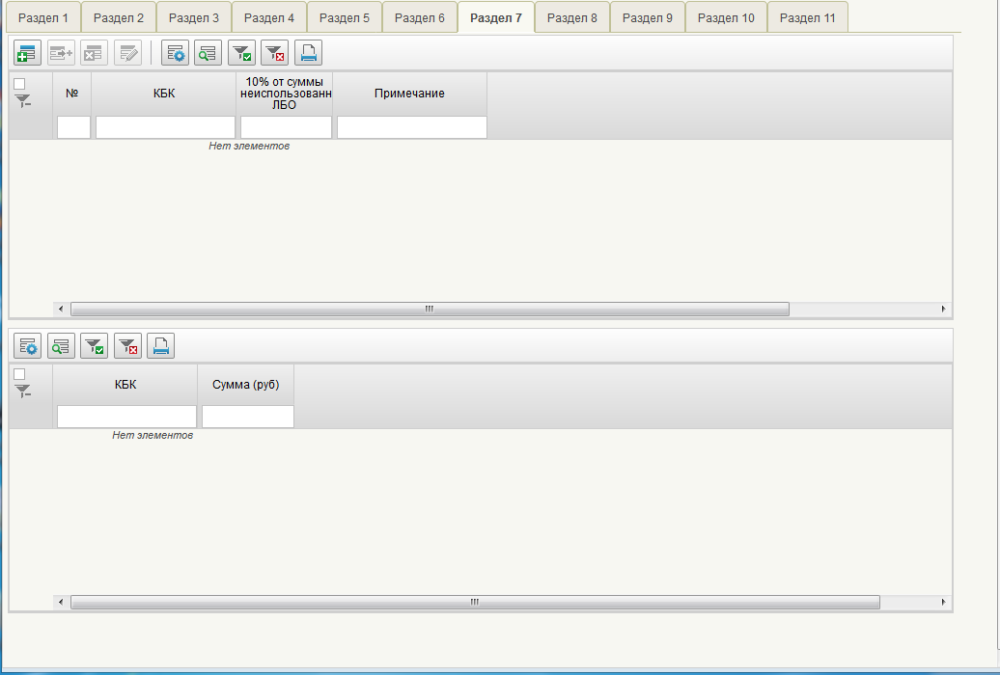 Раздел 1 Раздел 2 Раздел 3 Раздел 4 Раздел 5 Раздел 6 Раздел 7 Раздел 8 Раздел 9 Раздел 10 Раздел 11
№ КБК 10% от суммы неиспользованн ЛБО Примечание
Нет элементов
КБК Сумма (руб)
Нет элементов